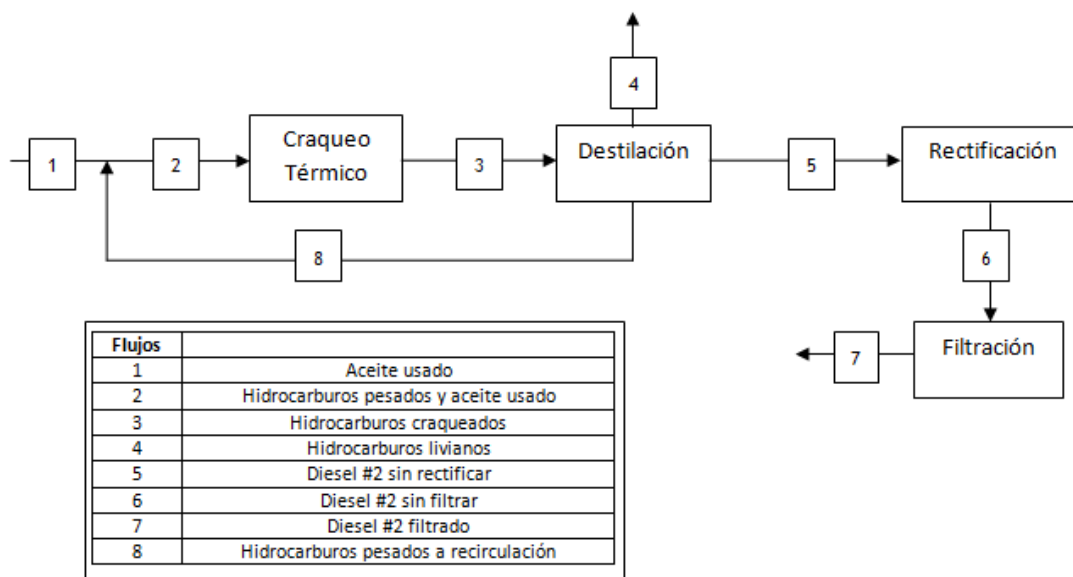 4
1
2
Craqueo
Térmico
3
Destilación
5
Rectificación
8
6
7
Filtración
Flujos
1 Aceite usado
2 Hidrocarburos pesados y aceite usado
3 Hidrocarburos craqueados
4 Hidrocarburos livianos
5 Diesel #2 sin rectificar
6 Diesel #2 sin filtrar
7 Diesel #2 filtrado
8 Hidrocarburos pesados a recirculación